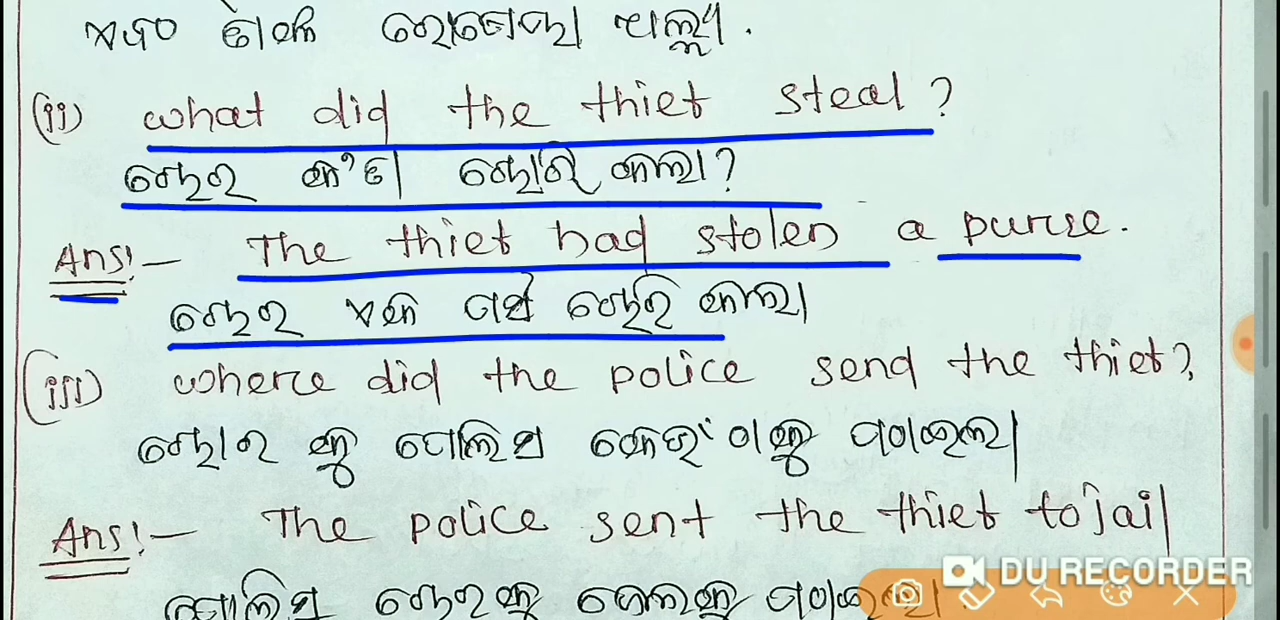 (ii) what did the thief steal?
ଚୋର କ'ଣ ଚୋରି କଲା?
Ans:- The thief had stolen a purse.
ଚୋର ଏକ ପର୍ସ ଚୋରି କଲା
(iii) where did the police send the thief?
ଚୋର କୁ ପୋଲିସ କେଉଁ ଠାକୁ ପଠାଇଲା
Ans:- The police sent the thief to jail
ପୋଲିସ ଚୋରକୁ ଜେଲକୁ ପଠାଇଲା
DU RECORDER